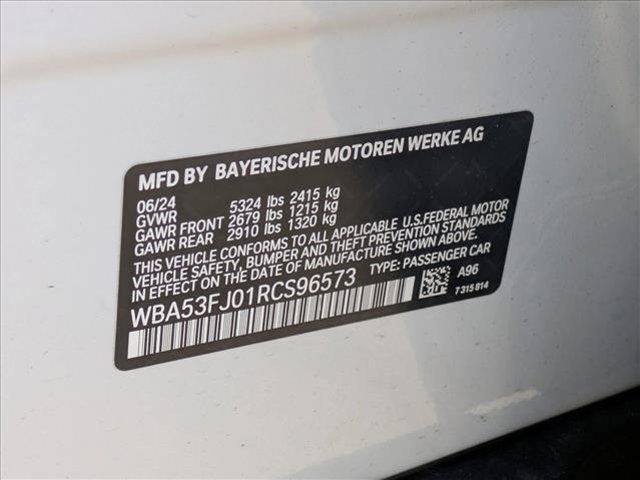 MFD BY BAYERISCHE MOTOREN WERKE AG
06/24
GVWR 5324 lbs 2415 kg
GAWR FRONT 2679 lbs 1215 kg
GAWR REAR 2910 lbs 1320 kg
THIS VEHICLE CONFORMS TO ALL APPLICABLE U.S.FEDERAL MOTOR
VEHICLE SAFETY, BUMPER, AND THEFT PREVENTION STANDARDS
IN EFFECT ON THE DATE OF MANUFACTURE SHOWN ABOVE.
WBA53FJ01RCS96573 TYPE: PASSENGER CAR
A96
7 315 814